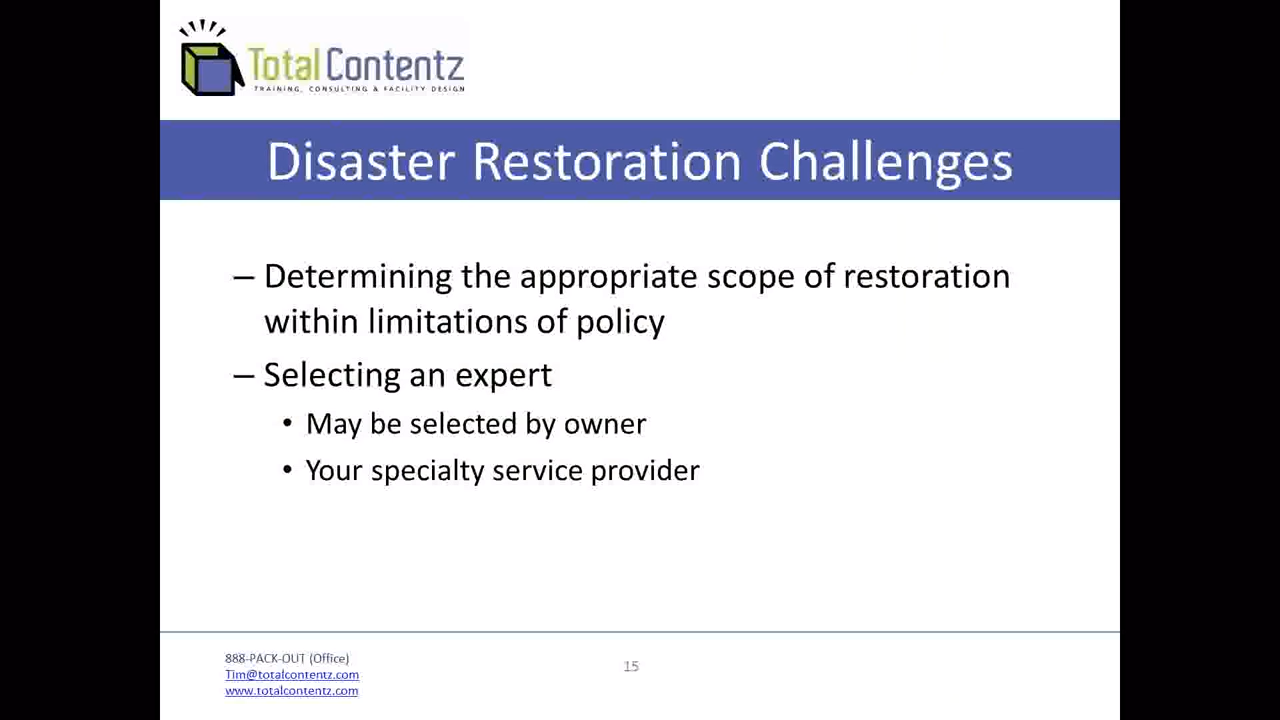 Total Contentz
TRAINING, CONSULTING & FACILITY DESIGN
Disaster Restoration Challenges
– Determining the appropriate scope of restoration
within limitations of policy
– Selecting an expert
• May be selected by owner
• Your specialty service provider
888-PACK-OUT (Office)
Tim@totalcontentz.com
www.totalcontentz.com
15